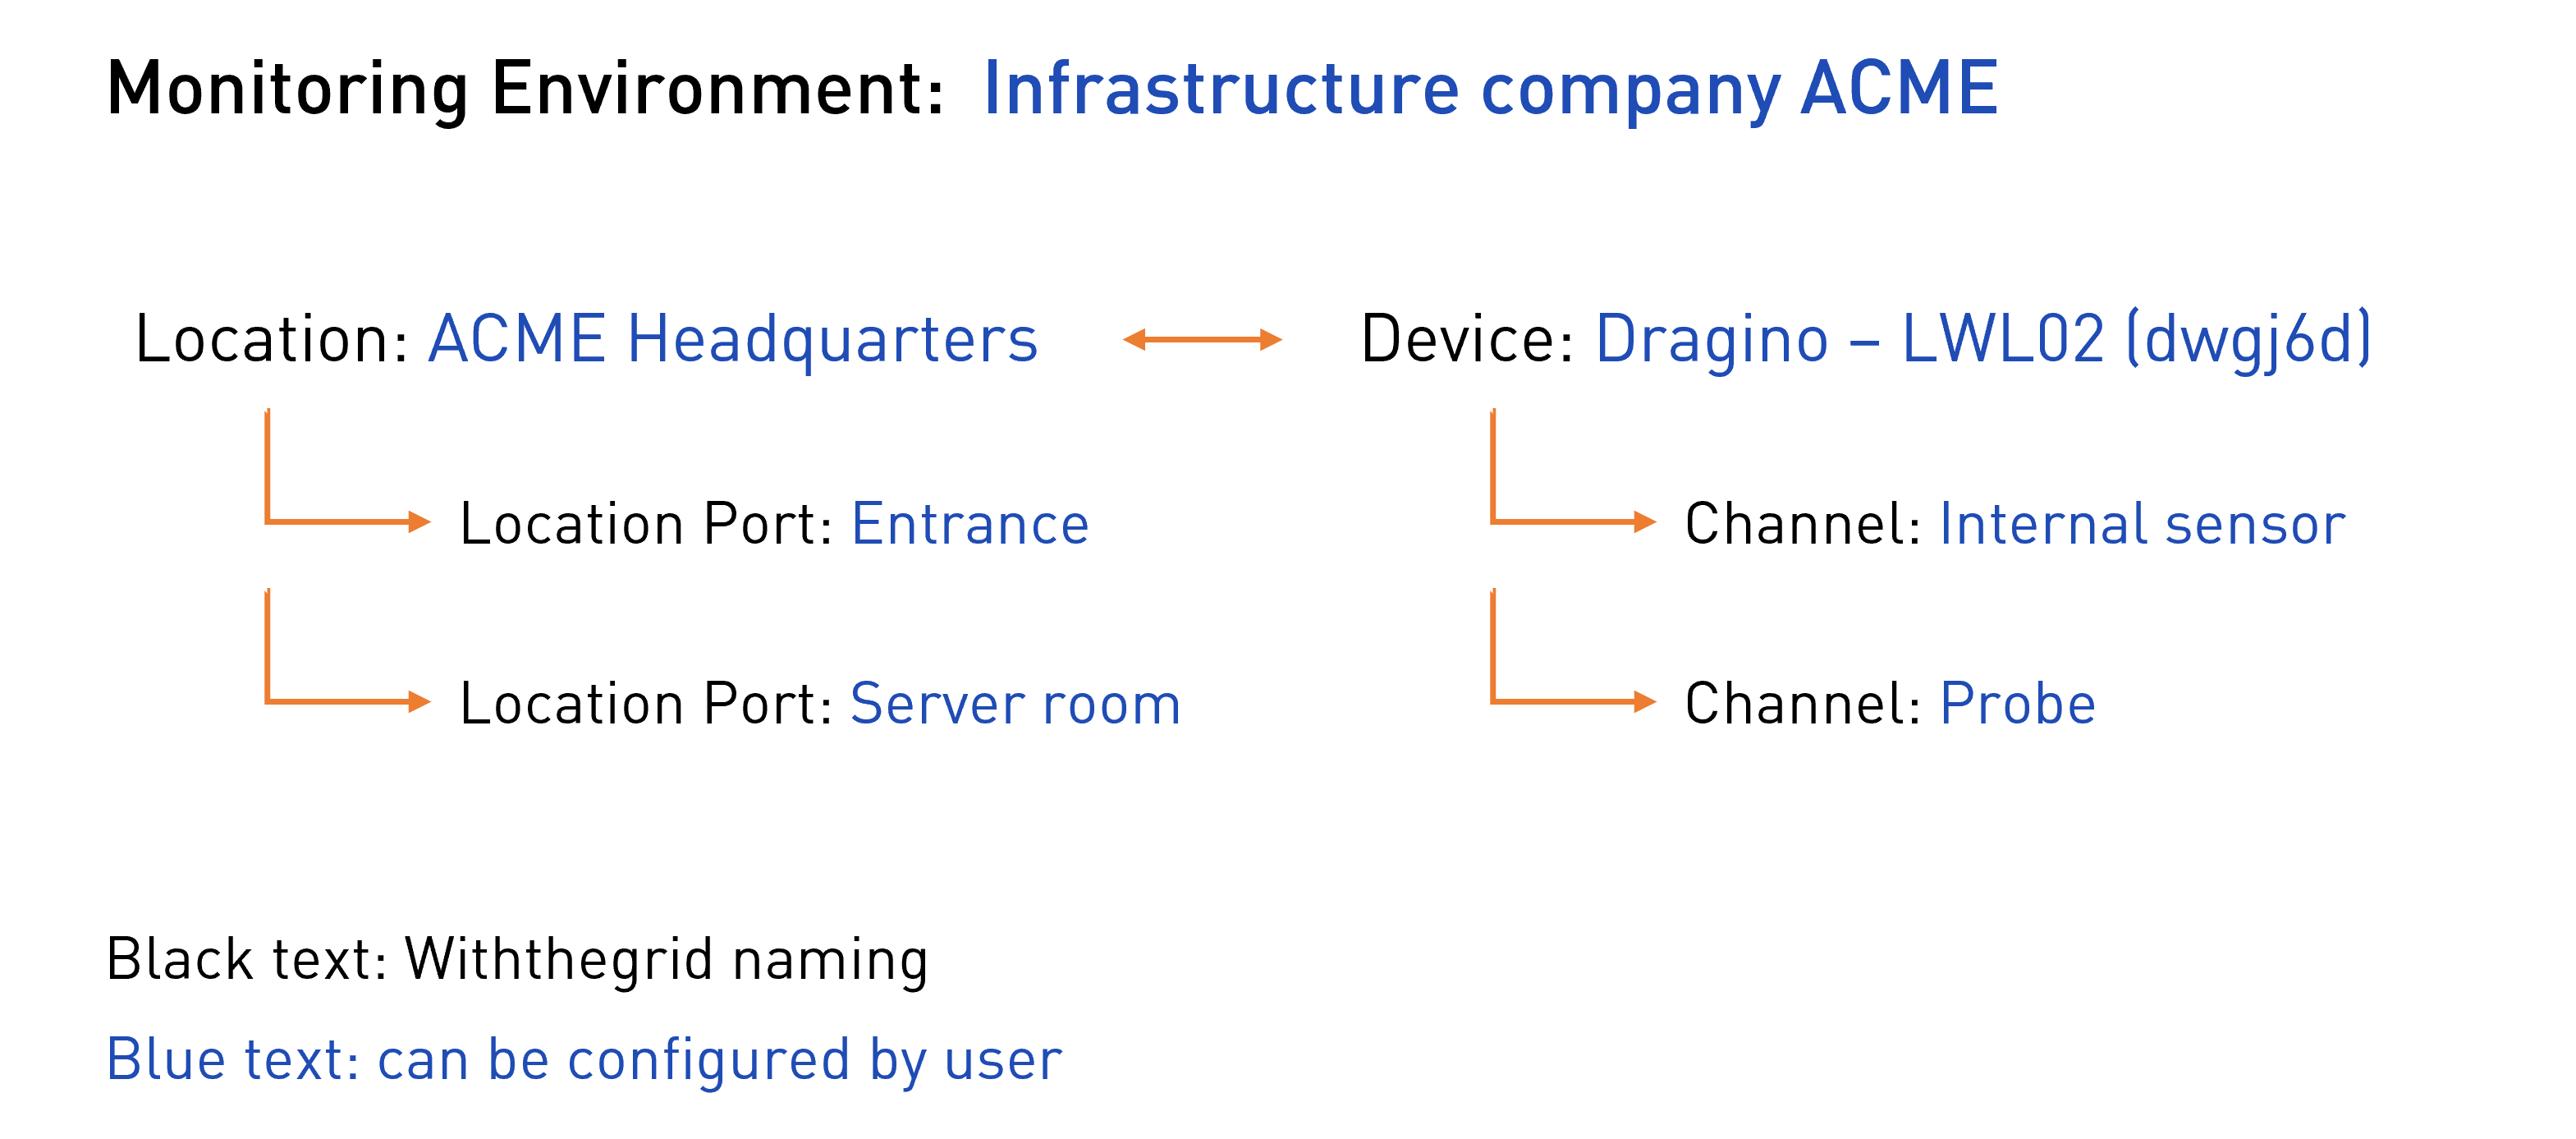 Monitoring Environment: Infrastructure company ACME
Location: ACME Headquarters
Device: Dragino – LWL02 (dwgj6d)
Location Port: Entrance
Channel: Internal sensor
Location Port: Server room
Channel: Probe
Black text: Withthegrid naming
Blue text: can be configured by user